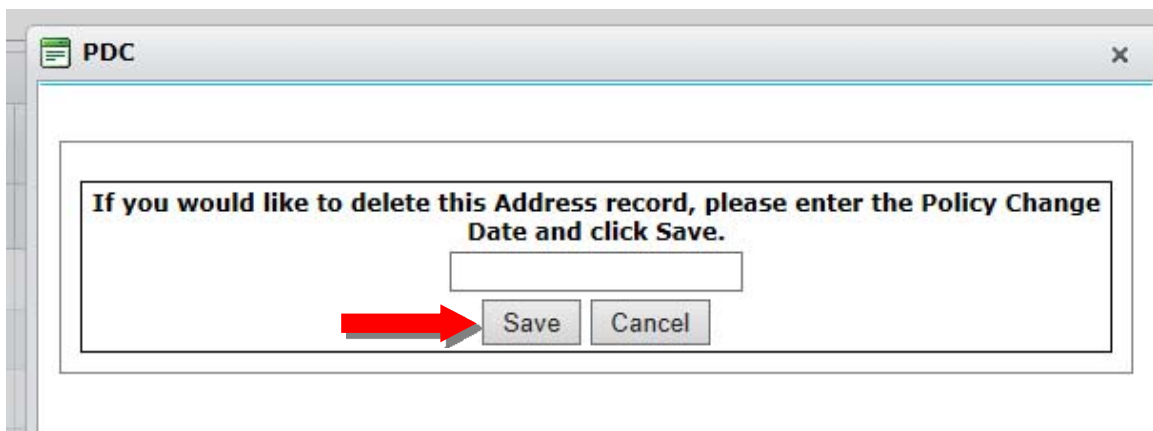 PDC
If you would like to delete this Address record, please enter the Policy Change
Date and click Save.
Save Cancel